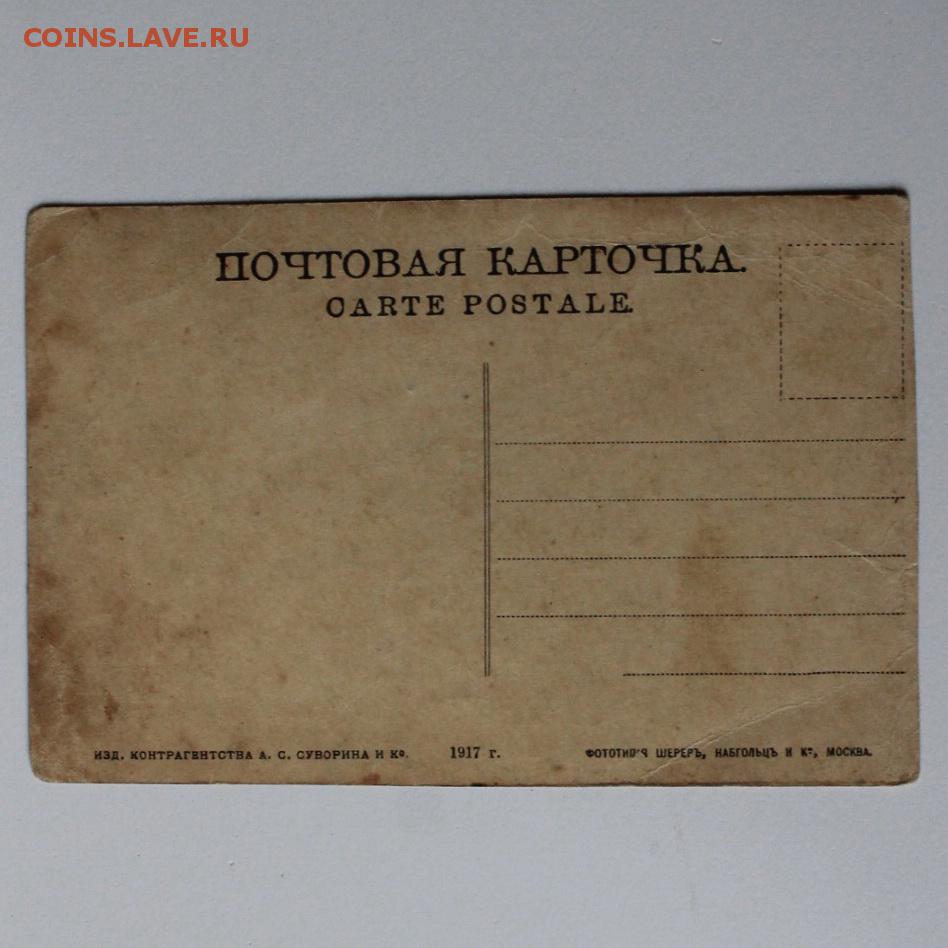 COINS.LAVE.RU
ПОЧТОВАЯ КАРТОЧКА.
CARTE POSTALE.
ИЗД. КОНТРАГЕНТСТВА А. С. СУВОРИНА И Ко. 1917 г. ФОТОТИПІЯ ШЕРЕРЪ, НАБГОЛЬЦЪ И Ко, МОСКВА.